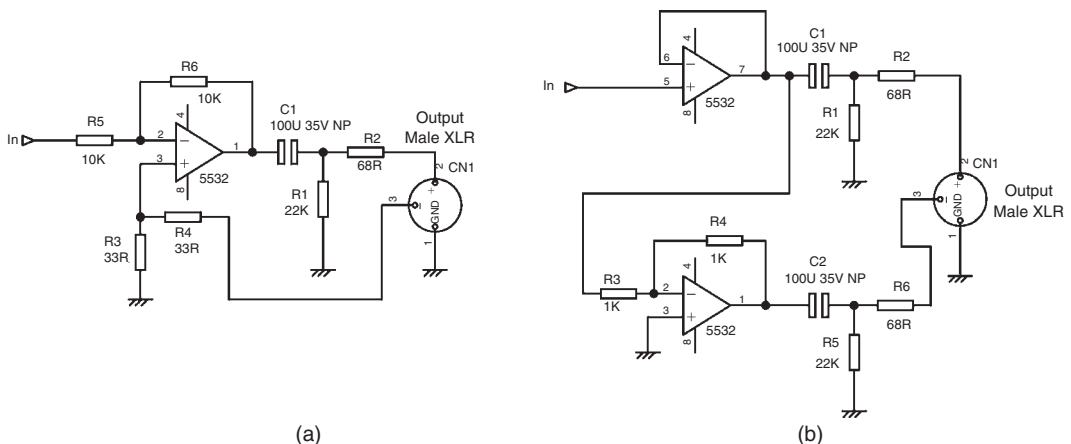 R6
10K
4
In
R5
10K
2
3
1
8
5532
C1
100U 35V NP
R2
68R
Output
Male XLR
2
CN1
+
−
GND
3
1
R1
22K
R4
33R
R3
33R
(a)
4
6
5
7
8
5532
In
C1
100U 35V NP
R2
68R
R1
22K
2
CN1
+
−
GND
3
1
Output
Male XLR
R4
1K
4
R3
1K
2
3
1
8
5532
C2
100U 35V NP
R6
68R
R5
22K
(b)